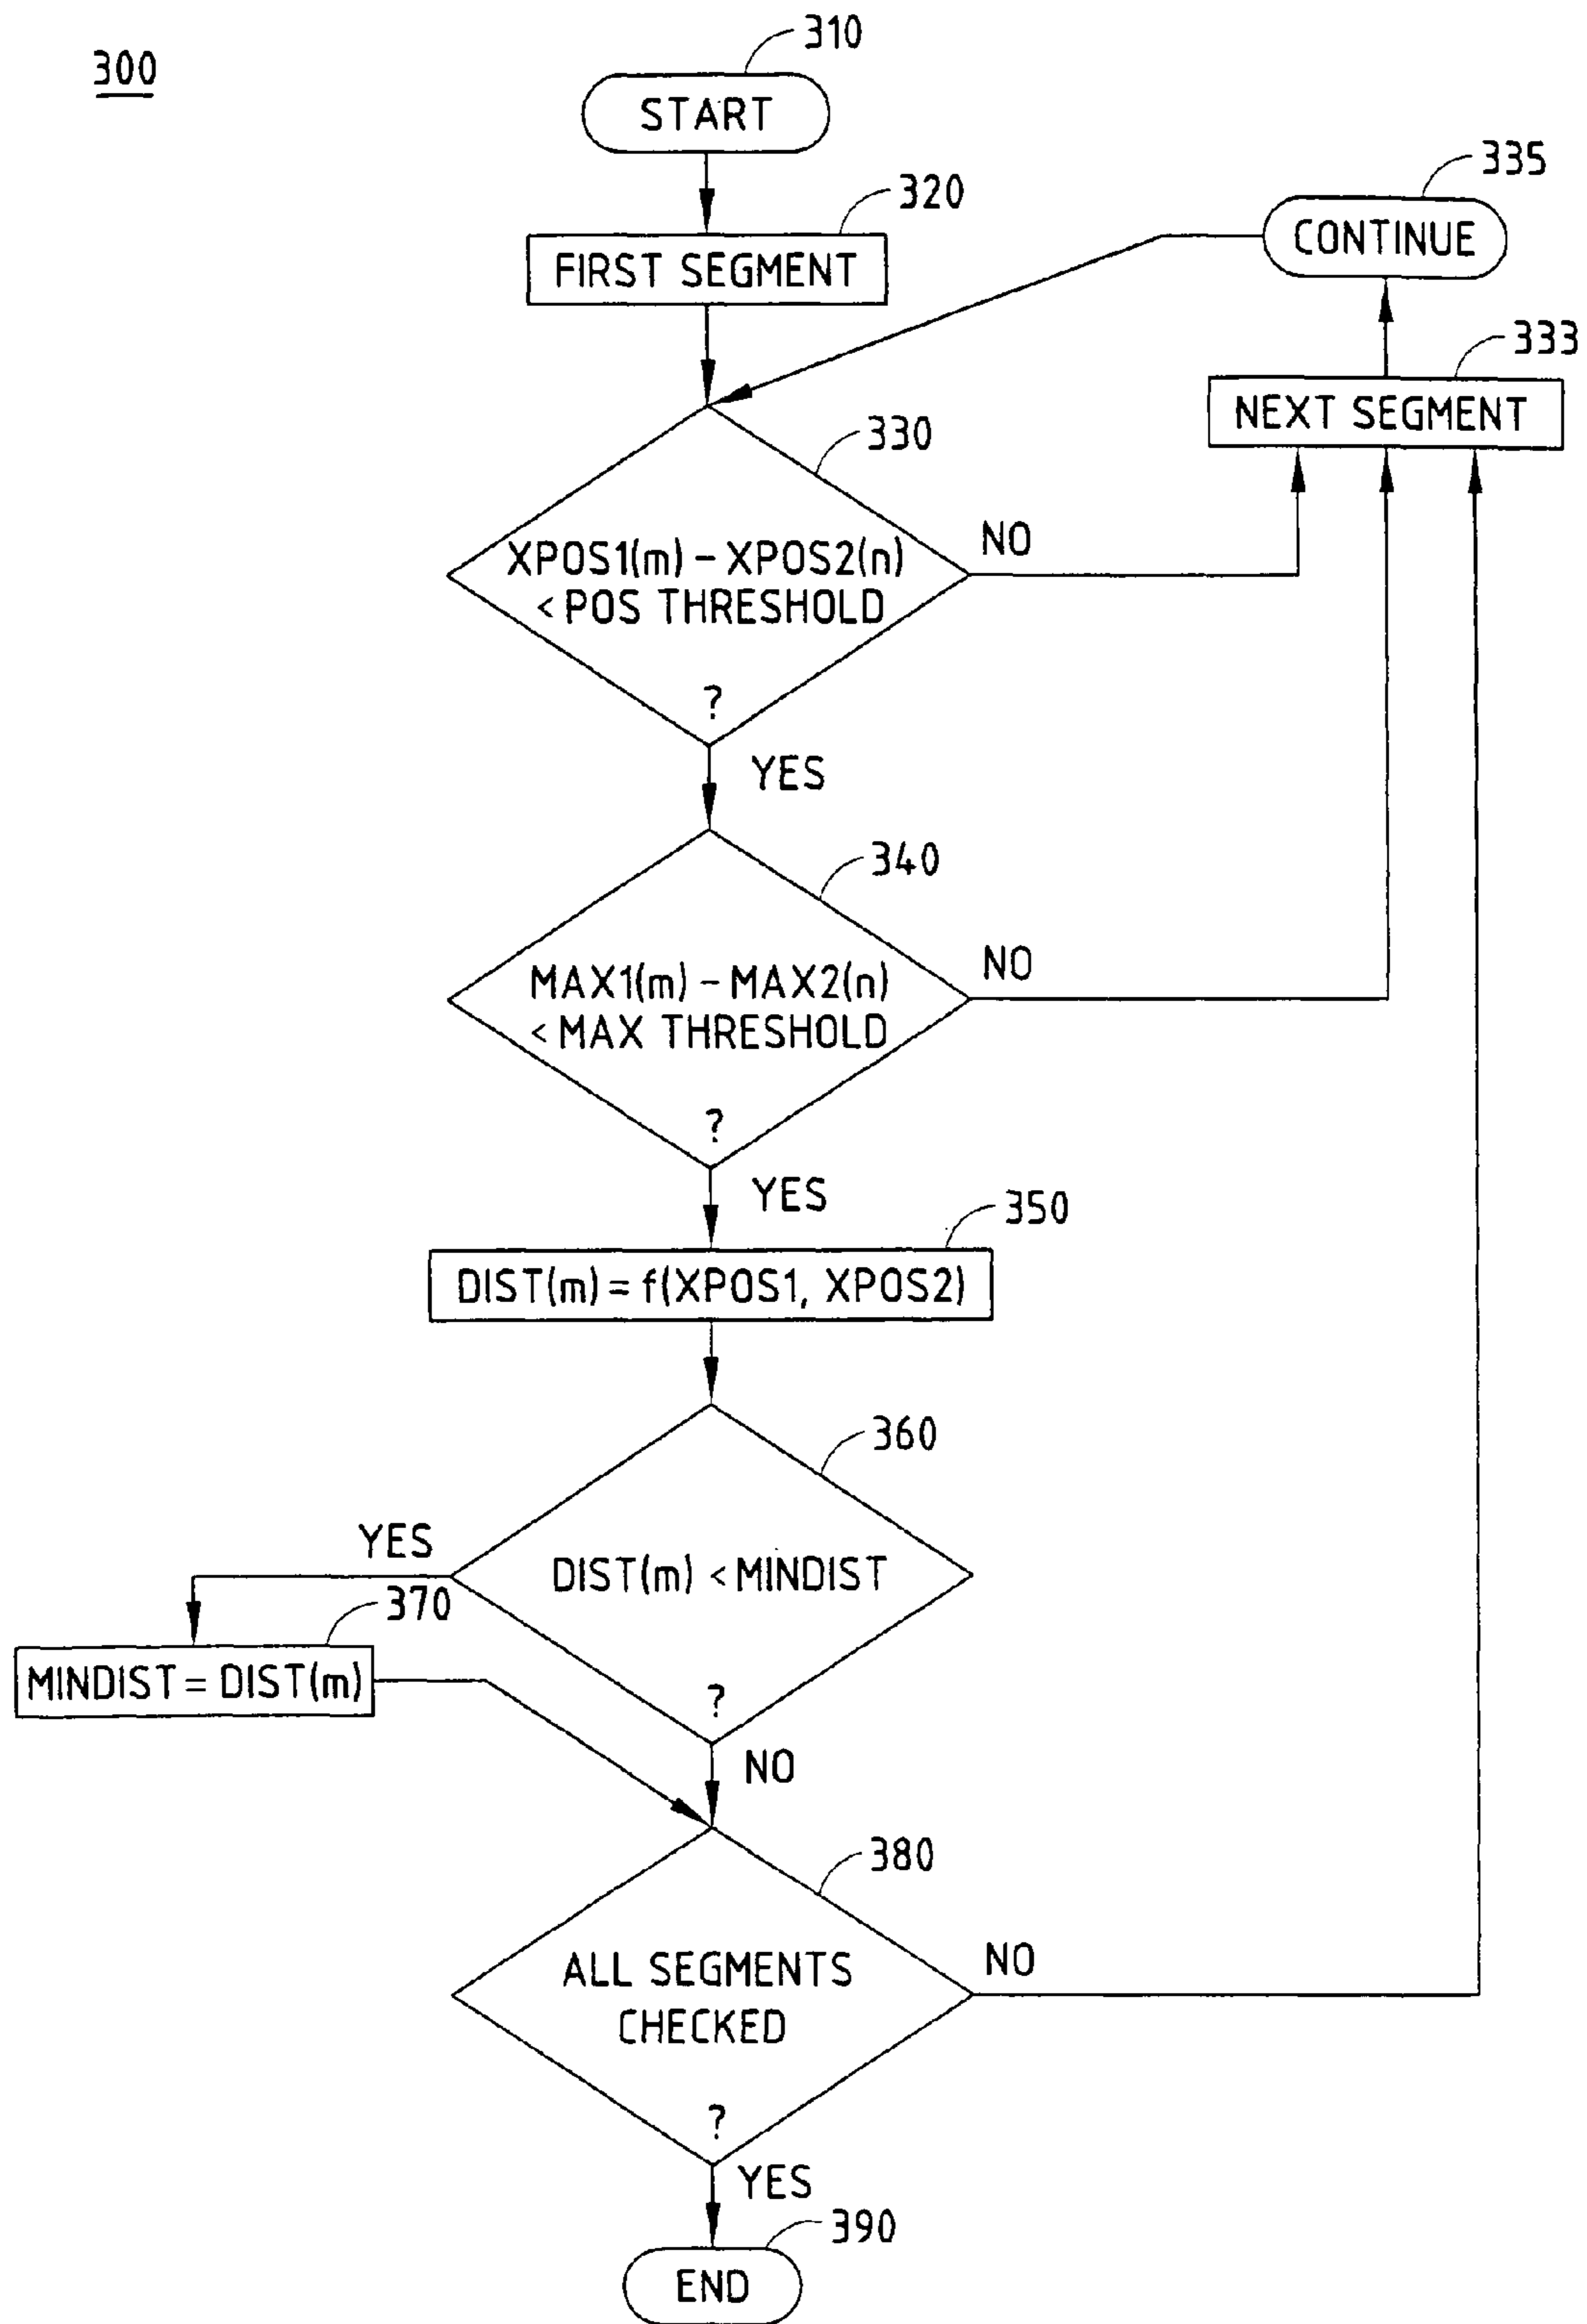 300
310
START
320
FIRST SEGMENT
335
CONTINUE
333
NEXT SEGMENT
330
XPOS1(m) - XPOS2(n)
< POS THRESHOLD
?
NO
YES
340
MAX1(m) - MAX2(n)
< MAX THRESHOLD
?
NO
YES
350
DIST(m) = f(XPOS1, XPOS2)
360
DIST(m) < MINDIST
?
YES
370
MINDIST = DIST(m)
NO
380
ALL SEGMENTS
CHECKED
?
NO
YES
390
END